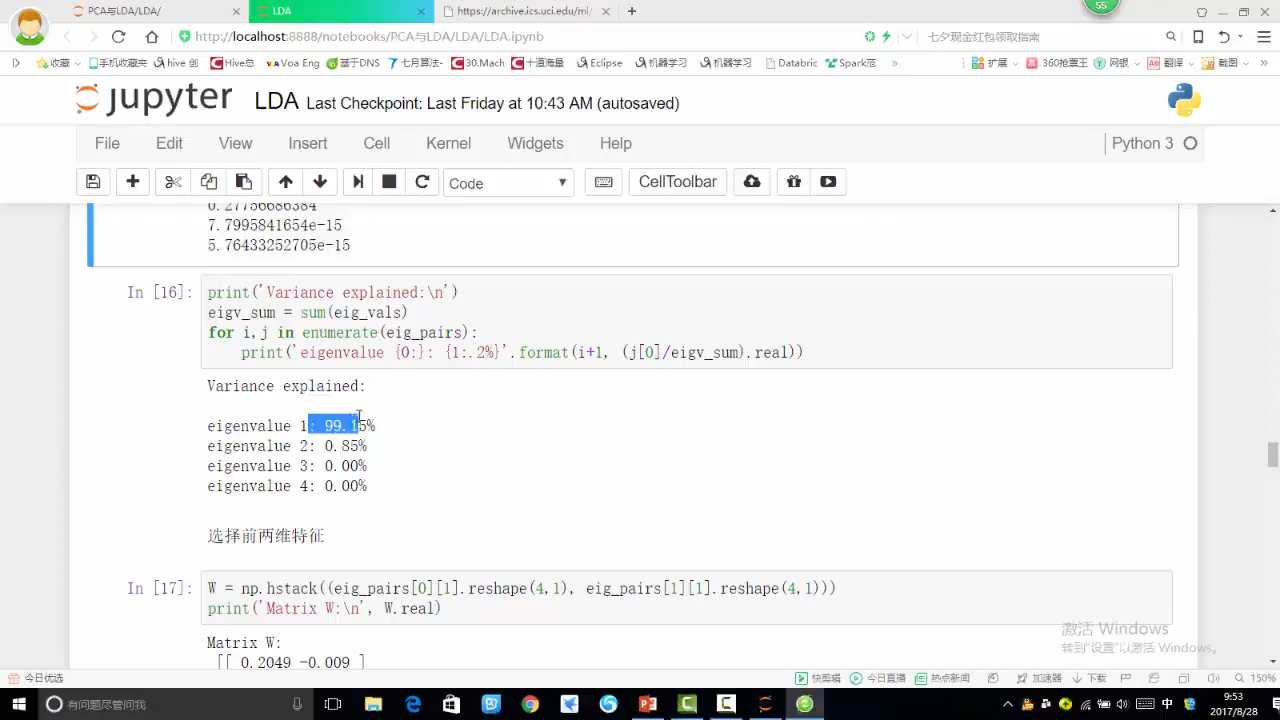 PCA与LDA/LDA/
LDA
https://archive.ics.uci.edu/ml/
55
http://localhost:8888/notebooks/PCA与LDA/LDA/LDA.ipynb
七夕现金红包领取指南
收藏 手机收藏夹 hive 创 Hive总 Voa Eng 基于DNS 七月算法- 30.Mach 十道海量 Eclipse 机器学习 机器学习 Databric Spark范 扩展 360抢票王 网银 翻译 截图
jupyter LDA Last Checkpoint: Last Friday at 10:43 AM (autosaved)
File Edit View Insert Cell Kernel Widgets Help Python 3
Code CellToolbar
0.27756686384
7.7995841654e-15
5.76433252705e-15
In [16]: print('Variance explained:\n')
eigv_sum = sum(eig_vals)
for i,j in enumerate(eig_pairs):
print('eigenvalue {0:}: {1:.2%}'.format(i+1, (j[0]/eigv_sum).real))
Variance explained:
eigenvalue 1: 99.15%
eigenvalue 2: 0.85%
eigenvalue 3: 0.00%
eigenvalue 4: 0.00%
选择前两维特征
In [17]: W = np.hstack((eig_pairs[0][1].reshape(4,1), eig_pairs[1][1].reshape(4,1)))
print('Matrix W:\n', W.real)
Matrix W:
[[ 0.2049 -0.009 ]
激活 Windows
转到"设置"以激活 Windows。
今日优选 快剪辑 今日直播 热点新闻 加速器 下载 150%
有问题尽管问我 中 9:53
2017/8/28